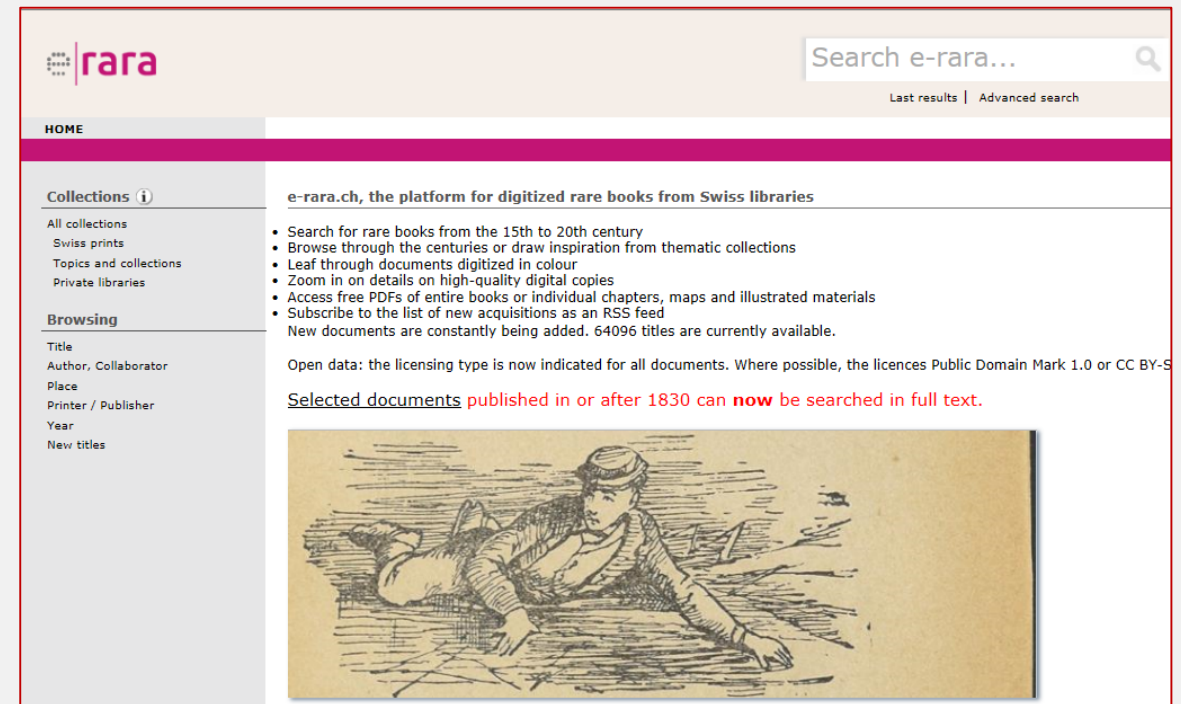 e rara
Search e-rara...
Last results | Advanced search
HOME
Collections i
All collections
Swiss prints
Topics and collections
Private libraries
Browsing
Title
Author, Collaborator
Place
Printer / Publisher
Year
New titles
e-rara.ch, the platform for digitized rare books from Swiss libraries
• Search for rare books from the 15th to 20th century
• Browse through the centuries or draw inspiration from thematic collections
• Leaf through documents digitized in colour
• Zoom in on details on high-quality digital copies
• Access free PDFs of entire books or individual chapters, maps and illustrated materials
• Subscribe to the list of new acquisitions as an RSS feed
New documents are constantly being added. 64096 titles are currently available.
Open data: the licensing type is now indicated for all documents. Where possible, the licences Public Domain Mark 1.0 or CC BY-S
Selected documents published in or after 1830 can now be searched in full text.